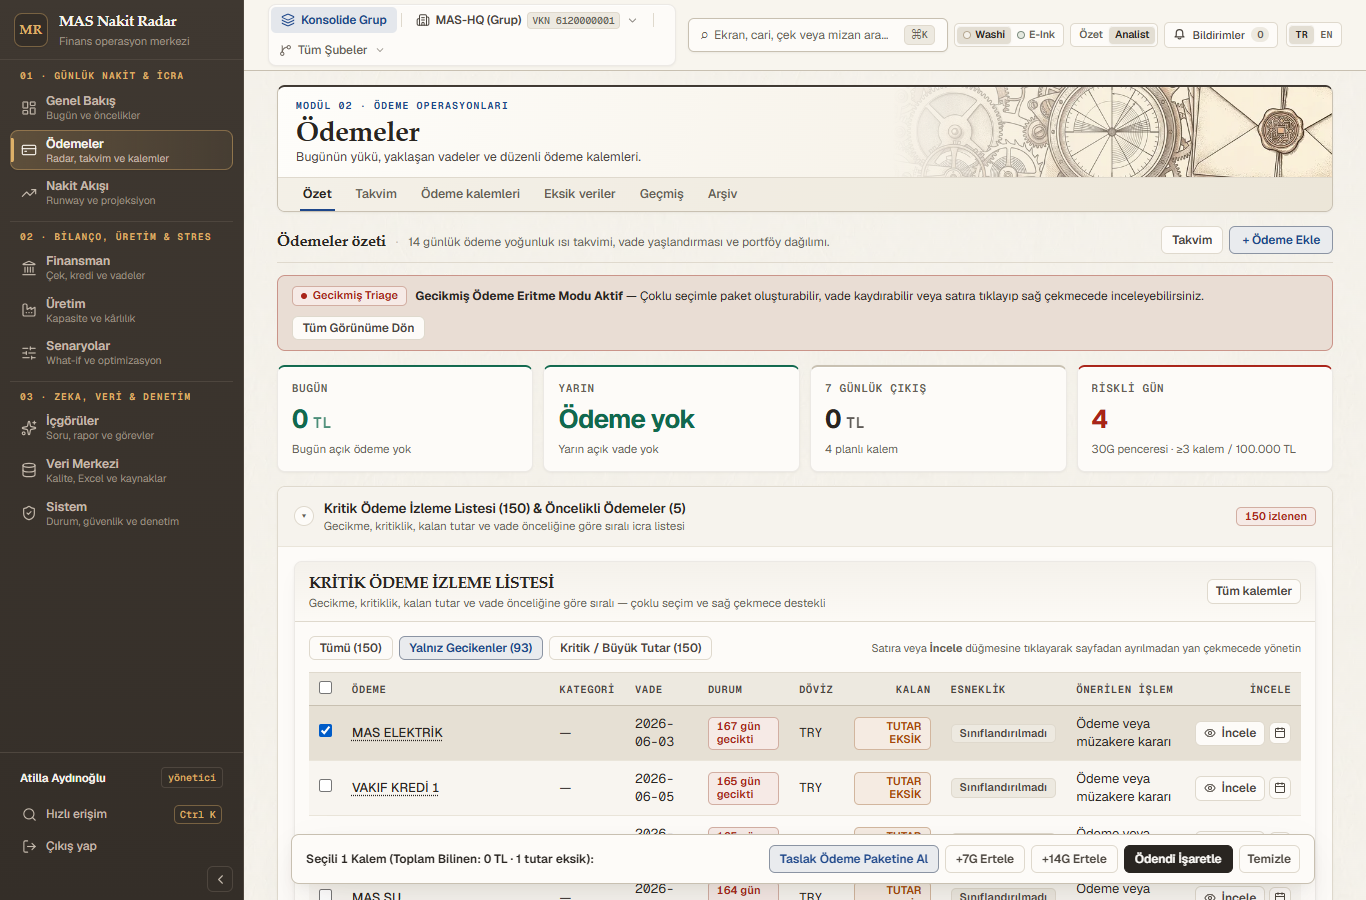 MR
MAS Nakit Radar
Finans operasyon merkezi
01 · GÜNLÜK NAKİT & İCRA
Genel Bakış
Bugün ve öncelikler
Ödemeler
Radar, takvim ve kalemler
Nakit Akışı
Runway ve projeksiyon
02 · BİLANÇO, ÜRETİM & STRES
Finansman
Çek, kredi ve vadeler
Üretim
Kapasite ve kârlılık
Senaryolar
What-if ve optimizasyon
03 · ZEKA, VERİ & DENETİM
İçgörüler
Soru, rapor ve görevler
Veri Merkezi
Kalite, Excel ve kaynaklar
Sistem
Durum, güvenlik ve denetim
Atilla Aydınoğlu yönetici
Hızlı erişim Ctrl K
Çıkış yap
Konsolide Grup MAS-HQ (Grup) VKN 6120000001
Tüm Şubeler
Ekran, cari, çek veya mizan ara... ⌘K
Washi E-Ink
Özet Analist
Bildirimler 0
TR EN
MODÜL 02 · ÖDEME OPERASYONLARI
Ödemeler
Bugünün yükü, yaklaşan vadeler ve düzenli ödeme kalemleri.
Özet Takvim Ödeme kalemleri Eksik veriler Geçmiş Arşiv
Ödemeler özeti · 14 günlük ödeme yoğunluk ısı takvimi, vade yaşlandırması ve portföy dağılımı.
Takvim + Ödeme Ekle
Gecikmiş Triage Gecikmiş Ödeme Eritme Modu Aktif — Çoklu seçimle paket oluşturabilir, vade kaydırabilir veya satıra tıklayıp sağ çekmecede inceleyebilirsiniz.
Tüm Görünüme Dön
BUGÜN
0 TL
Bugün açık ödeme yok
YARIN
Ödeme yok
Yarın açık vade yok
7 GÜNLÜK ÇIKIŞ
0 TL
4 planlı kalem
RİSKLİ GÜN
4
30G penceresi · ≥3 kalem / 100.000 TL
Kritik Ödeme İzleme Listesi (150) & Öncelikli Ödemeler (5)
Gecikme, kritiklik, kalan tutar ve vade önceliğine göre sıralı icra listesi
150 izlenen
KRİTİK ÖDEME İZLEME LİSTESİ
Gecikme, kritiklik, kalan tutar ve vade önceliğine göre sıralı — çoklu seçim ve sağ çekmece destekli
Tüm kalemler
Tümü (150) Yalnız Gecikenler (93) Kritik / Büyük Tutar (150)
Satıra veya İncele düğmesine tıklayarak sayfadan ayrılmadan yan çekmecede yönetin
ÖDEME KATEGORİ VADE DURUM DÖVİZ KALAN ESNEKLİK ÖNERİLEN İŞLEM İNCELE
MAS ELEKTRİK — 2026-06-03 167 gün gecikti TRY TUTAR EKSİK Sınıflandırılmadı Ödeme veya müzakere kararı İncele
VAKIF KREDİ 1 — 2026-06-05 165 gün gecikti TRY TUTAR EKSİK Sınıflandırılmadı Ödeme veya müzakere kararı İncele
Seçili 1 Kalem (Toplam Bilinen: 0 TL · 1 tutar eksik):
Taslak Ödeme Paketine Al +7G Ertele +14G Ertele Ödendi İşaretle Temizle
MAS SU 2026- 164 gün TRY TUTAR Sınıflandırılmadı Ödeme veya İncele